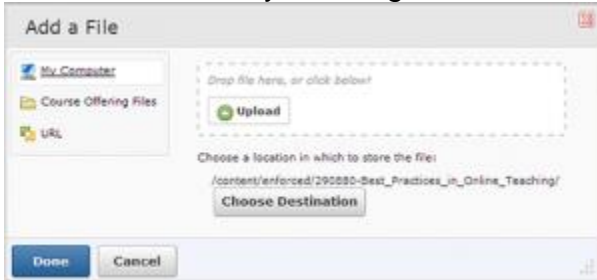 Add a File
My Computer
Course Offering Files
URL
Drop file here, or click below!
Upload
Choose a location in which to store the file:
/content/enforced/290880-Best_Practices_in_Online_Teaching/
Choose Destination
Done
Cancel